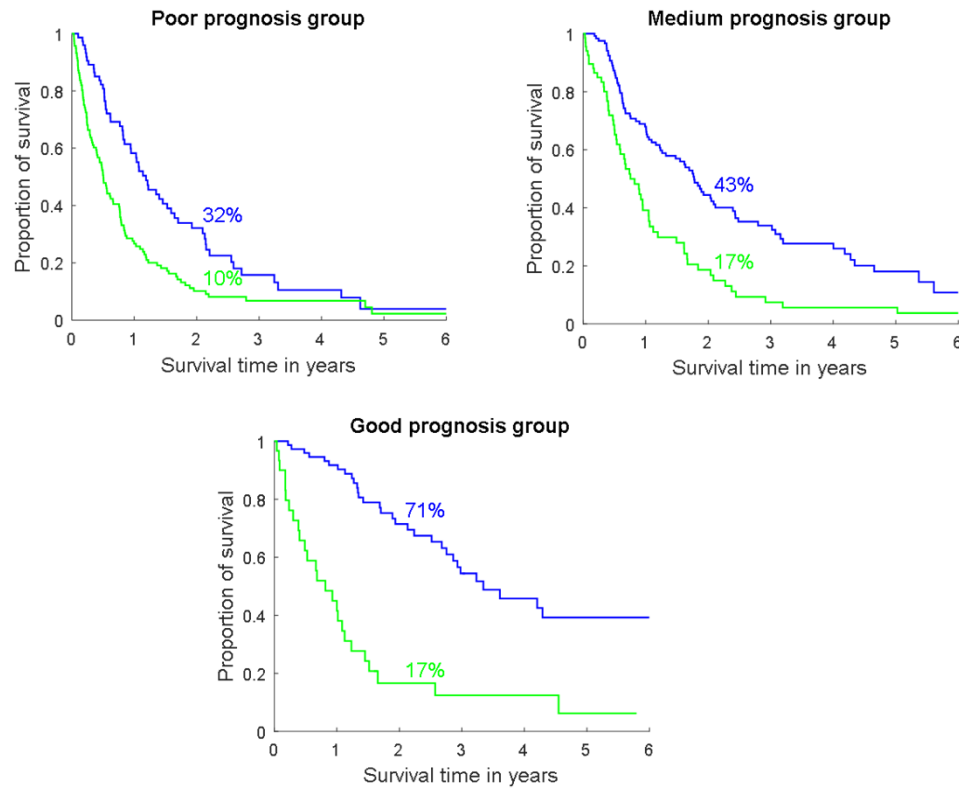 Poor prognosis group
1
0.8
0.6
0.4
0.2
0
Proportion of survival
32%
10%
0 1 2 3 4 5 6
Survival time in years
Medium prognosis group
1
0.8
0.6
0.4
0.2
0
Proportion of survival
43%
17%
0 1 2 3 4 5 6
Survival time in years
Good prognosis group
1
0.8
0.6
0.4
0.2
0
Proportion of survival
71%
17%
0 1 2 3 4 5 6
Survival time in years